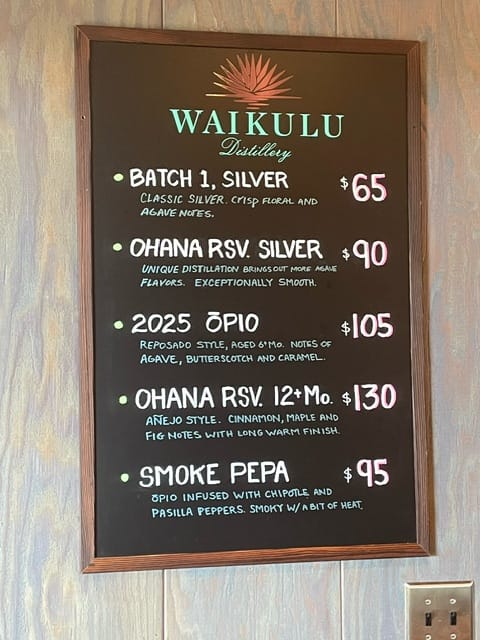 WAIKULU
Distillery
• BATCH 1, SILVER $65
CLASSIC SILVER. CRISP FLORAL AND
AGAVE NOTES.
• OHANA RSV. SILVER $90
UNIQUE DISTILLATION BRINGS OUT MORE AGAVE
FLAVORS. EXCEPTIONALLY SMOOTH.
• 2025 ŌPIO $105
REPOSADO STYLE, AGED 6+MO. NOTES OF
AGAVE, BUTTERSCOTCH AND CARAMEL.
• OHANA RSV. 12+MO. $130
AÑEJO STYLE. CINNAMON, MAPLE AND
FIG NOTES WITH LONG WARM FINISH.
• SMOKE PEPA $95
ŌPIO INFUSED WITH CHIPOTLE AND
PASILLA PEPPERS. SMOKY W/ A BIT OF HEAT.